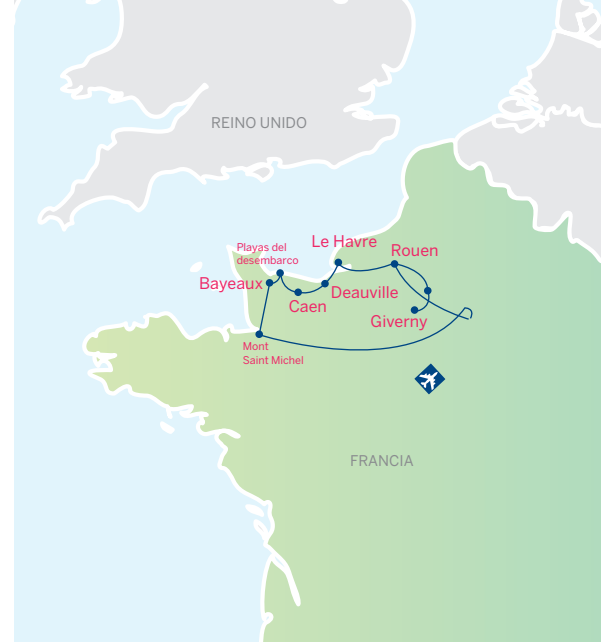 REINO UNIDO
Playas del
desembarco
Le Havre
Rouen
Bayeaux
Caen
Deauville
Giverny
Mont
Saint Michel
FRANCIA